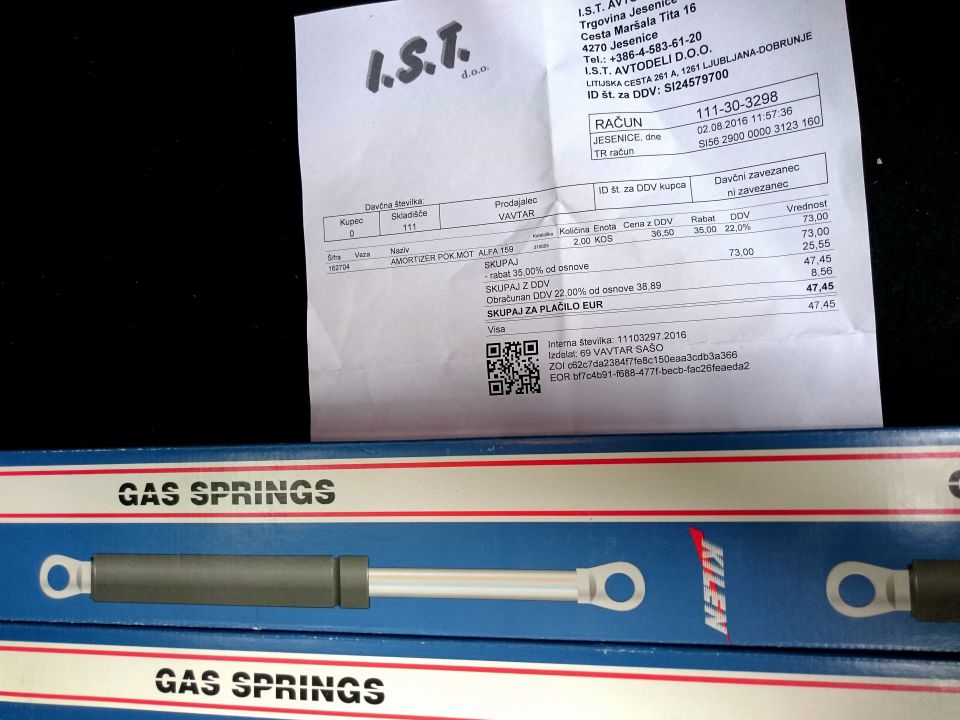 I.S.T.
d.o.o.
I.S.T. AVTO
Trgovina Jesenice
Cesta Maršala Tita 16
4270 Jesenice
Tel.: +386-4-583-61-20
I.S.T. AVTODELI D.O.O.
LITIJSKA CESTA 261 A, 1261 LJUBLJANA-DOBRUNJE
ID št. za DDV: SI24579700
RAČUN 111-30-3298
JESENICE, dne 02.08.2016 11:57:36
TR račun SI56 2900 0000 3123 160
Davčna številka:
Kupec Skladišče Prodajalec ID št. za DDV kupca Davčni zavezanec
0 111 VAVTAR ni zavezanec
Šifra Veza Naziv Kataloška Količina Enota Cena z DDV Rabat DDV Vrednost
162704 AMORTIZER POK.MOT ALFA 159 310005 2.00 KOS 36,50 35,00 22,0% 73,00
SKUPAJ 73,00
- rabat 35.00% od osnove 73,00 25,55
SKUPAJ Z DDV 47,45
Obračunan DDV 22.00% od osnove 38,89 8,56
SKUPAJ ZA PLAČILO EUR 47,45
Visa 47,45
Interna številka: 11103297.2016
Izdelal: 69 VAVTAR SAŠO
ZOI c62c7da2384f7fe8c150eaa3cdb3a366
EOR bf7c4b91-f688-477f-becb-fac26feaeda2
GAS SPRINGS
KILEN
GAS SPRINGS